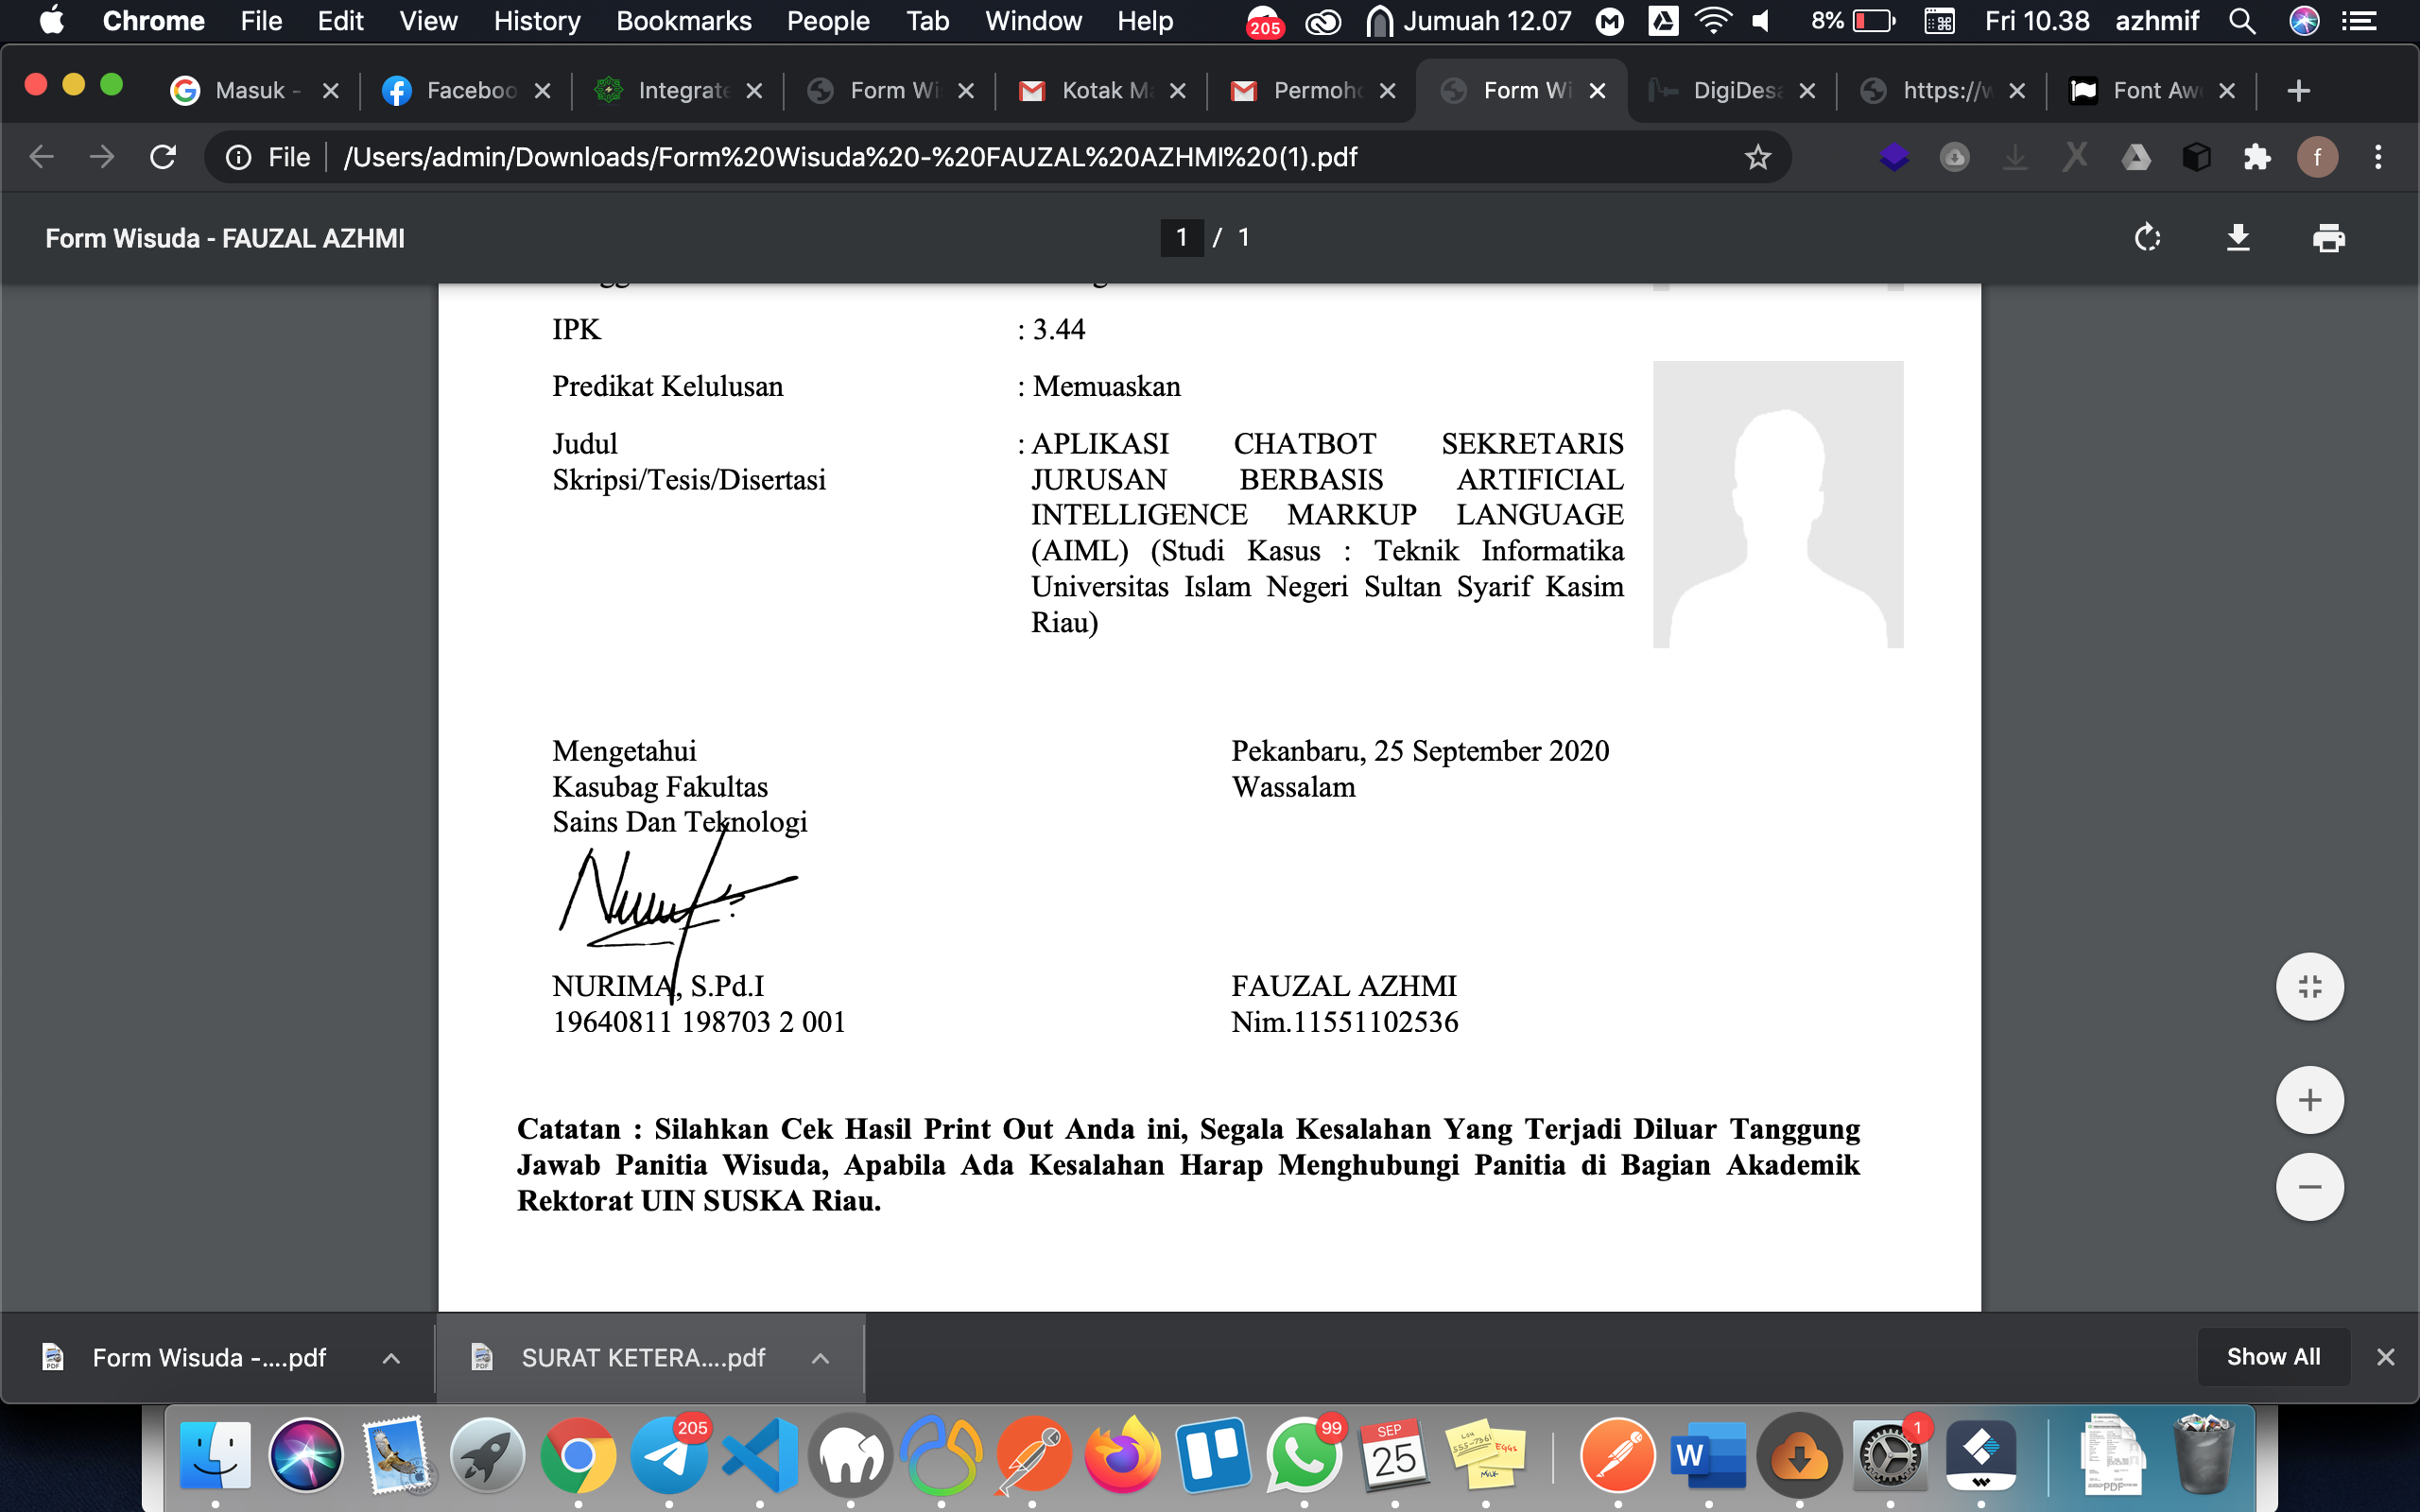 Chrome File Edit View History Bookmarks People Tab Window Help 205 Jumuah 12.07 8% Fri 10.38 azhmif
Masuk - Faceboo Integrate Form Wi Kotak M Permoho Form Wi DigiDesa https://w Font Aw
File /Users/admin/Downloads/Form%20Wisuda%20-%20FAUZAL%20AZHMI%20(1).pdf f
Form Wisuda - FAUZAL AZHMI 1 / 1
IPK : 3.44
Predikat Kelulusan : Memuaskan
Judul : APLIKASI CHATBOT SEKRETARIS
Skripsi/Tesis/Disertasi JURUSAN BERBASIS ARTIFICIAL
INTELLIGENCE MARKUP LANGUAGE
(AIML) (Studi Kasus : Teknik Informatika
Universitas Islam Negeri Sultan Syarif Kasim
Riau)
Mengetahui Pekanbaru, 25 September 2020
Kasubag Fakultas Wassalam
Sains Dan Teknologi
NURIMA, S.Pd.I FAUZAL AZHMI
19640811 198703 2 001 Nim.11551102536
Catatan : Silahkan Cek Hasil Print Out Anda ini, Segala Kesalahan Yang Terjadi Diluar Tanggung
Jawab Panitia Wisuda, Apabila Ada Kesalahan Harap Menghubungi Panitia di Bagian Akademik
Rektorat UIN SUSKA Riau.
Form Wisuda -....pdf SURAT KETERA....pdf Show All
205 99 SEP 25 1